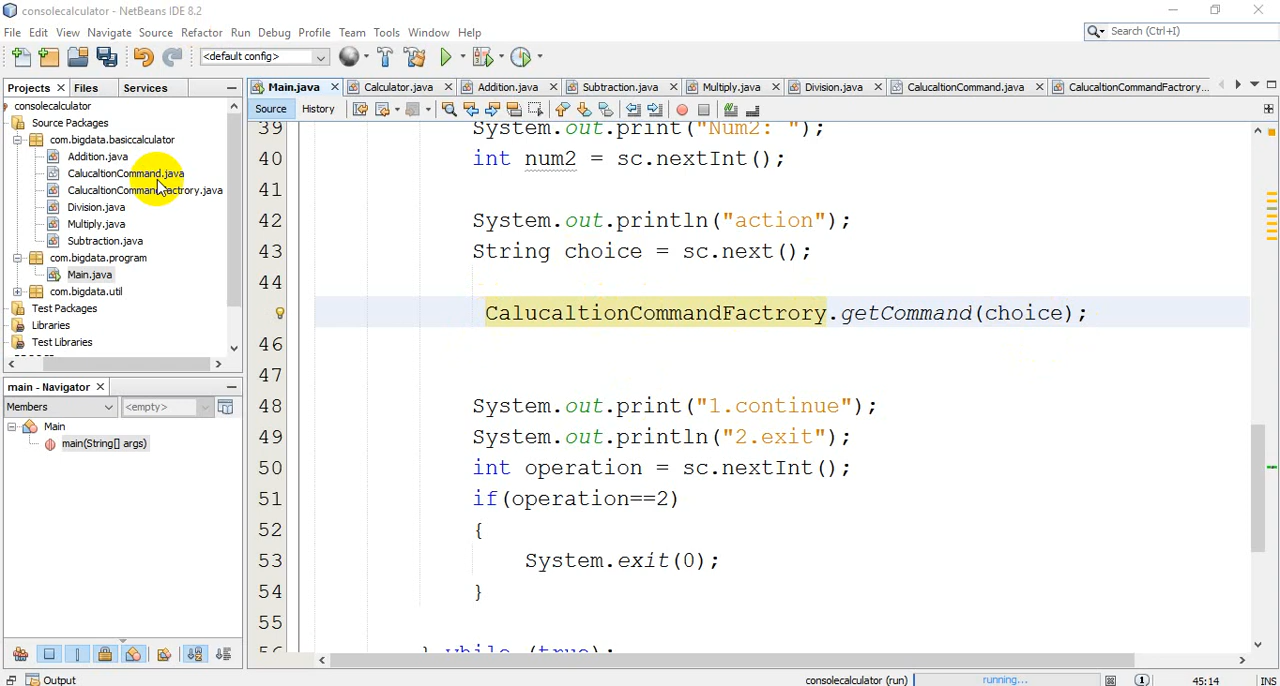 consolecalculator - NetBeans IDE 8.2
File Edit View Navigate Source Refactor Run Debug Profile Team Tools Window Help
Search (Ctrl+I)
<default config>
Projects Files Services
Main.java Calculator.java Addition.java Subtraction.java Multiply.java Division.java CalucaltionCommand.java CalucaltionCommandFactrory...
Source History
consolecalculator
Source Packages
com.bigdata.basiccalculator
Addition.java
CalucaltionCommand.java
CalucaltionCommandFactrory.java
Division.java
Multiply.java
Subtraction.java
com.bigdata.program
Main.java
com.bigdata.util
Test Packages
Libraries
Test Libraries
main - Navigator
Members <empty>
Main
main(String[] args)
39 System.out.print("Num2: ");
40 int num2 = sc.nextInt();
41
42 System.out.println("action");
43 String choice = sc.next();
44
CalucaltionCommandFactrory.getCommand(choice);
46
47
48 System.out.print("1.continue");
49 System.out.println("2.exit");
50 int operation = sc.nextInt();
51 if(operation==2)
52 {
53 System.exit(0);
54 }
55
56 } while (true);
Output
consolecalculator (run) running... 1 45:14 INS